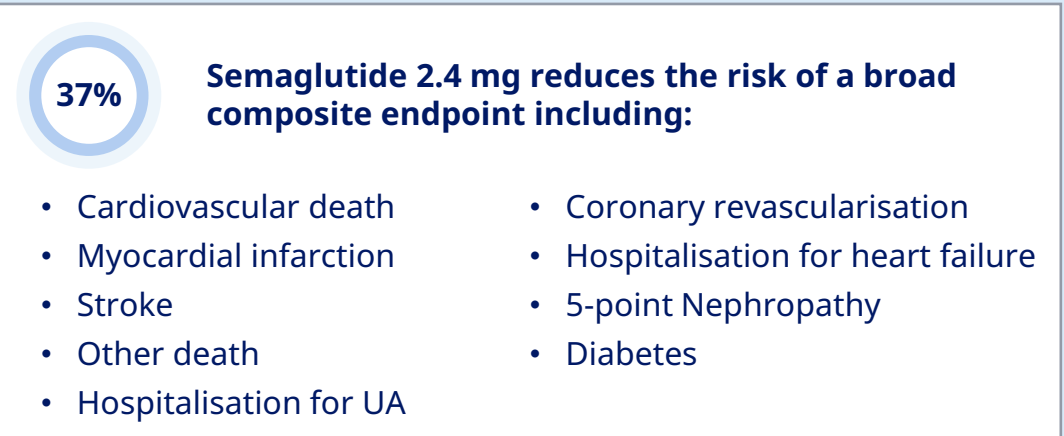 37%
Semaglutide 2.4 mg reduces the risk of a broad
composite endpoint including:
• Cardiovascular death
• Myocardial infarction
• Stroke
• Other death
• Hospitalisation for UA
• Coronary revascularisation
• Hospitalisation for heart failure
• 5-point Nephropathy
• Diabetes